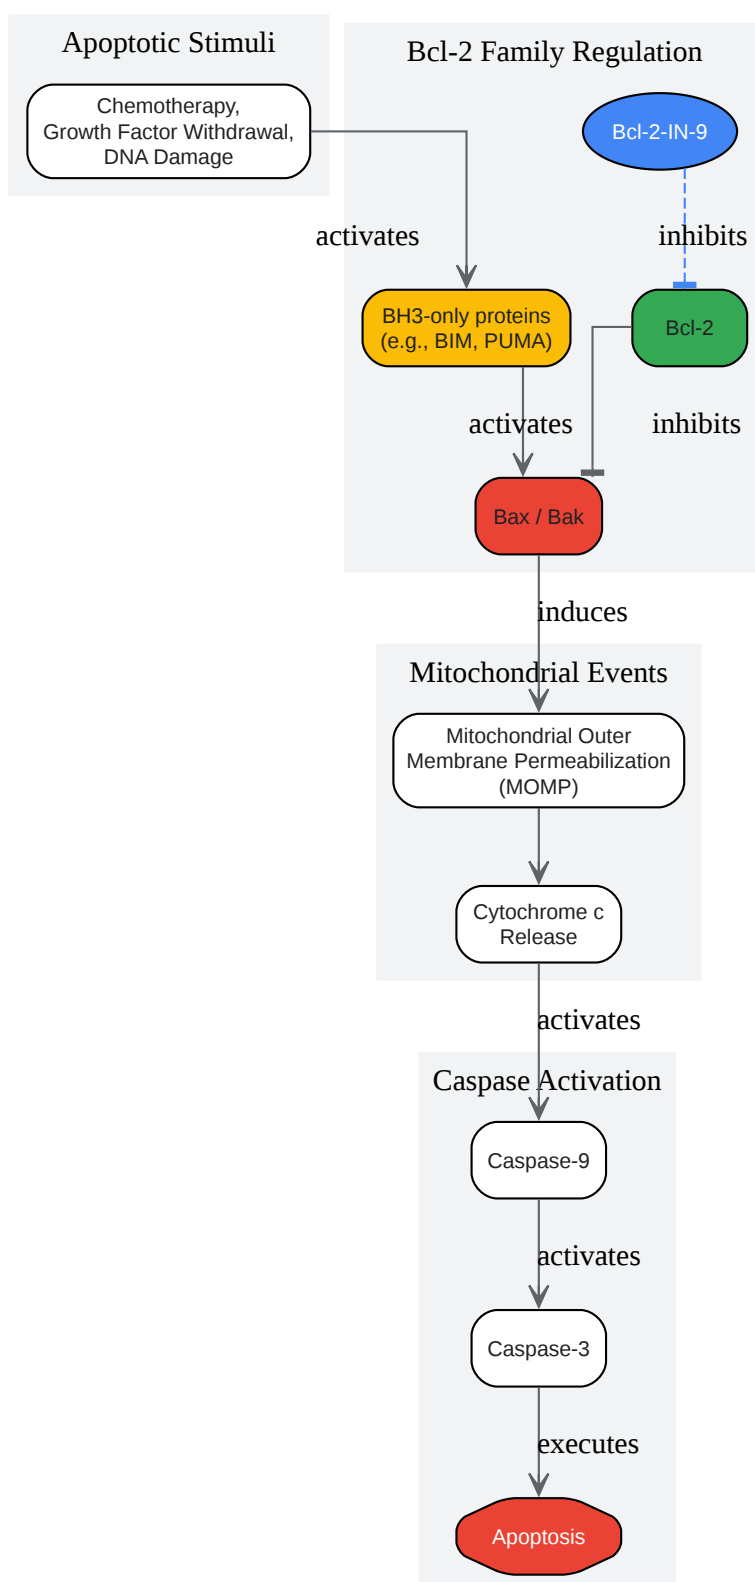 Apoptotic Stimuli
Chemotherapy,
Growth Factor Withdrawal,
DNA Damage
Bcl-2 Family Regulation
Bcl-2-IN-9
activates
inhibits
BH3-only proteins
(e.g., BIM, PUMA)
Bcl-2
activates
inhibits
Bax / Bak
induces
Mitochondrial Events
Mitochondrial Outer
Membrane Permeabilization
(MOMP)
Cytochrome c
Release
activates
Caspase Activation
Caspase-9
activates
Caspase-3
executes
Apoptosis